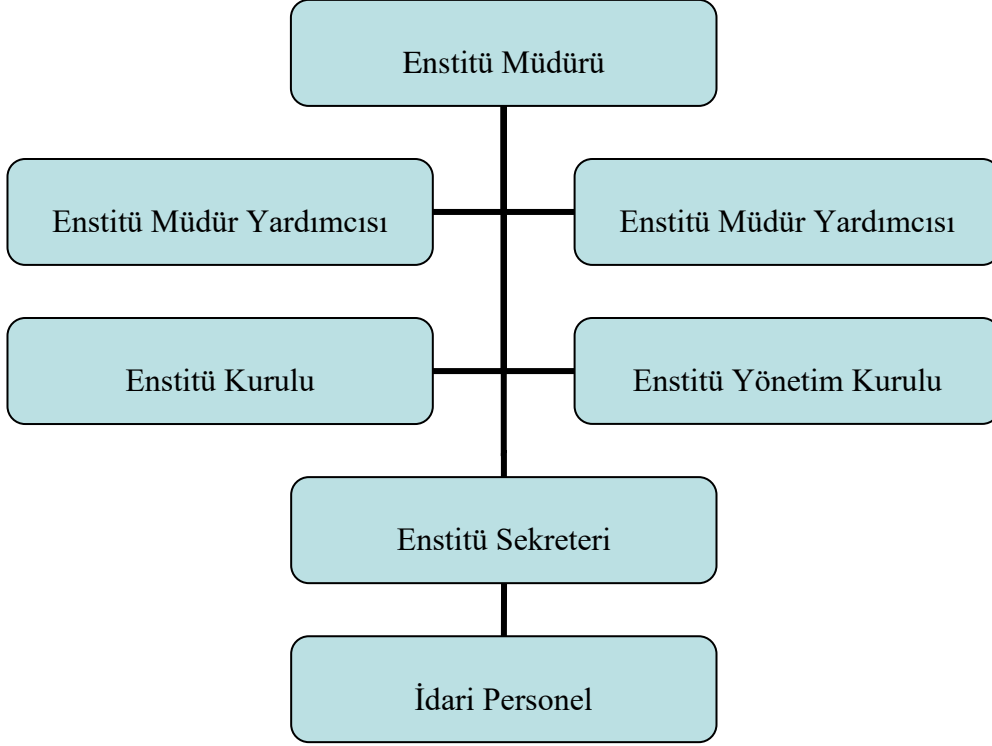 Enstitü Müdürü
Enstitü Müdür Yardımcısı
Enstitü Müdür Yardımcısı
Enstitü Kurulu
Enstitü Yönetim Kurulu
Enstitü Sekreteri
İdari Personel